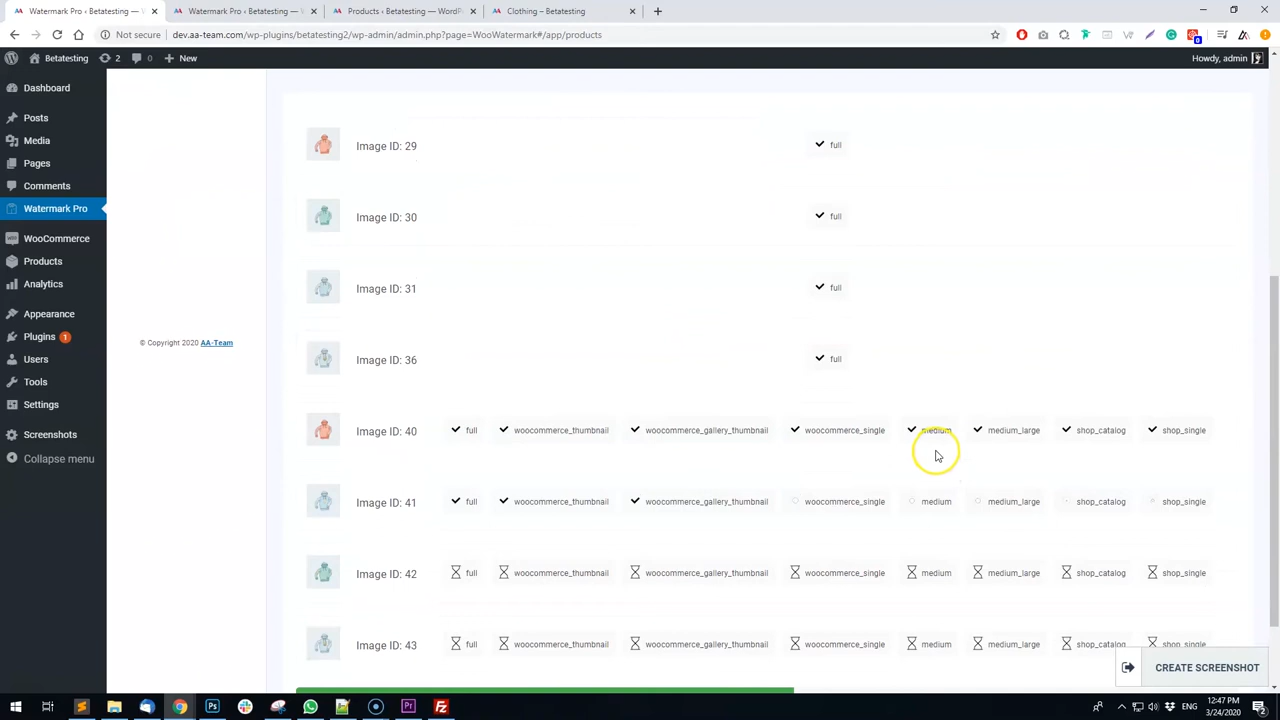 Watermark Pro ‹ Betatesting — Wo
Watermark Pro ‹ Betatesting — Wo
Products ‹ Betatesting — WordPre
Clothing – Betatesting
Not secure
dev.aa-team.com/wp-plugins/betatesting2/wp-admin/admin.php?page=WooWatermark#/app/products
Betatesting
2
0
New
Howdy, admin
Dashboard
Posts
Media
Pages
Comments
Watermark Pro
WooCommerce
Products
Analytics
Appearance
Plugins 1
Users
Tools
Settings
Screenshots
Collapse menu
© Copyright 2020 AA-Team
Image ID: 29
full
Image ID: 30
full
Image ID: 31
full
Image ID: 36
full
Image ID: 40 full woocommerce_thumbnail woocommerce_gallery_thumbnail woocommerce_single medium medium_large shop_catalog shop_single
Image ID: 41 full woocommerce_thumbnail woocommerce_gallery_thumbnail woocommerce_single medium medium_large shop_catalog shop_single
Image ID: 42 full woocommerce_thumbnail woocommerce_gallery_thumbnail woocommerce_single medium medium_large shop_catalog shop_single
Image ID: 43 full woocommerce_thumbnail woocommerce_gallery_thumbnail woocommerce_single medium medium_large shop_catalog shop_single
CREATE SCREENSHOT
ENG
12:47 PM
3/24/2020